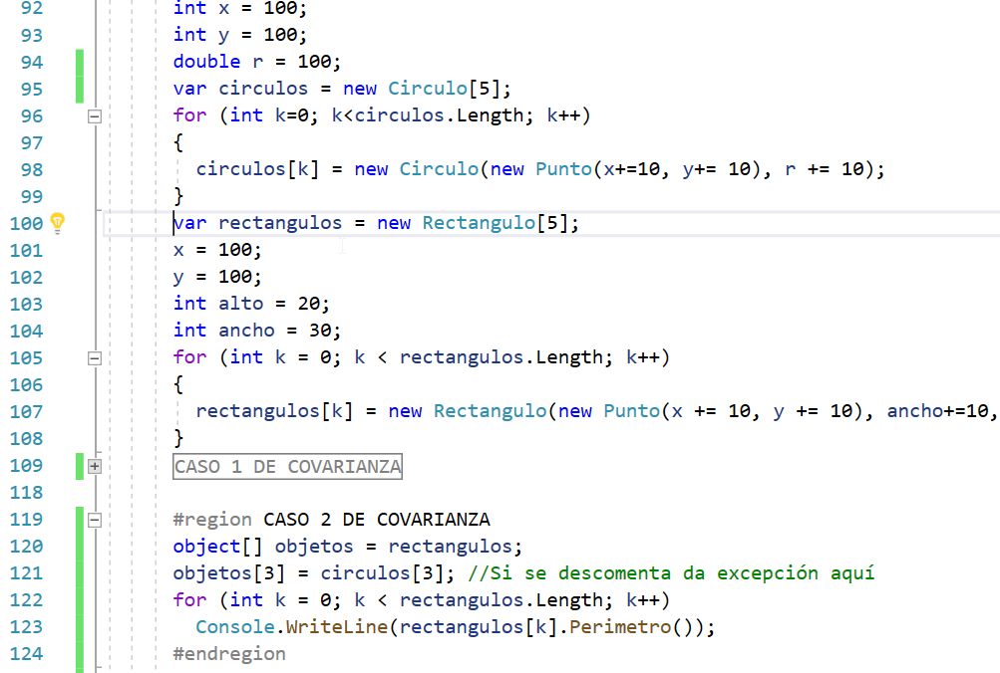 92 int x = 100;
93 int y = 100;
94 double r = 100;
95 var circulos = new Circulo[5];
96 for (int k=0; k<circulos.Length; k++)
97 {
98 circulos[k] = new Circulo(new Punto(x+=10, y+= 10), r += 10);
99 }
100 var rectangulos = new Rectangulo[5];
101 x = 100;
102 y = 100;
103 int alto = 20;
104 int ancho = 30;
105 for (int k = 0; k < rectangulos.Length; k++)
106 {
107 rectangulos[k] = new Rectangulo(new Punto(x += 10, y += 10), ancho+=10,
108 }
109 CASO 1 DE COVARIANZA
118
119 #region CASO 2 DE COVARIANZA
120 object[] objetos = rectangulos;
121 objetos[3] = circulos[3]; //Si se descomenta da excepción aquí
122 for (int k = 0; k < rectangulos.Length; k++)
123 Console.WriteLine(rectangulos[k].Perimetro());
124 #endregion